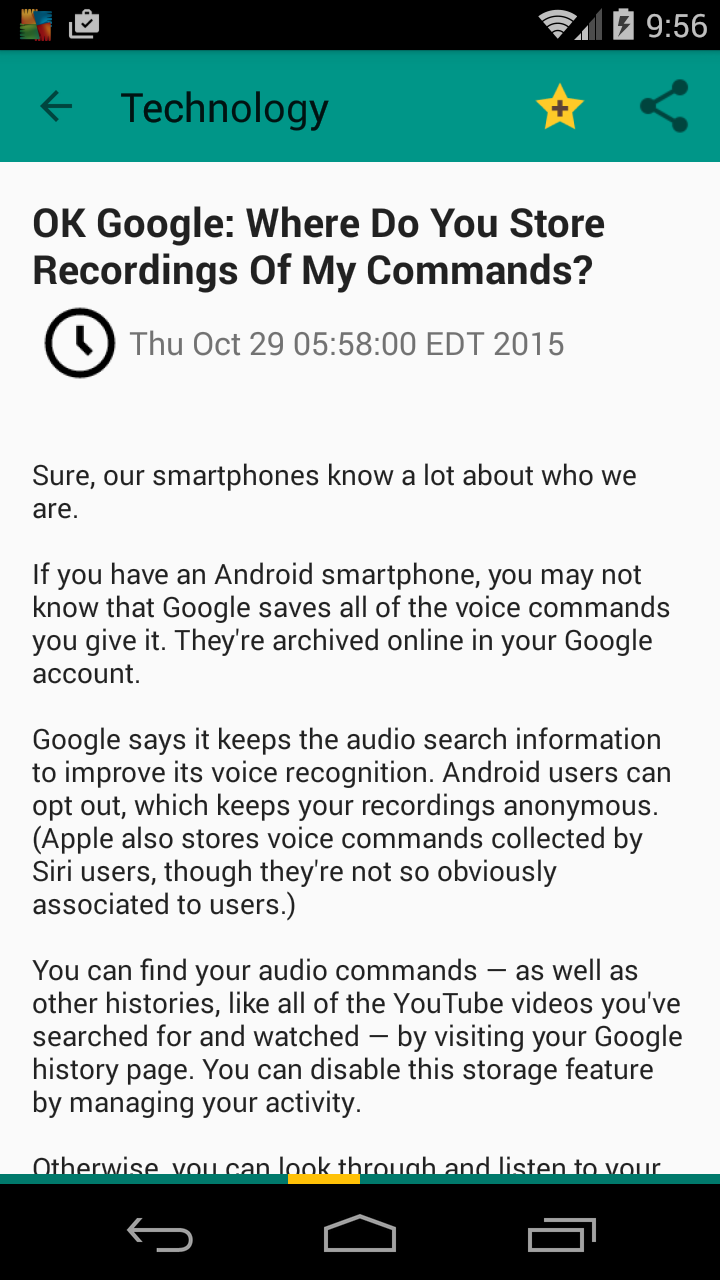 9:56
Technology
OK Google: Where Do You Store
Recordings Of My Commands?
Thu Oct 29 05:58:00 EDT 2015
Sure, our smartphones know a lot about who we
are.
If you have an Android smartphone, you may not
know that Google saves all of the voice commands
you give it. They're archived online in your Google
account.
Google says it keeps the audio search information
to improve its voice recognition. Android users can
opt out, which keeps your recordings anonymous.
(Apple also stores voice commands collected by
Siri users, though they're not so obviously
associated to users.)
You can find your audio commands — as well as
other histories, like all of the YouTube videos you've
searched for and watched — by visiting your Google
history page. You can disable this storage feature
by managing your activity.
Otherwise, you can look through and listen to your